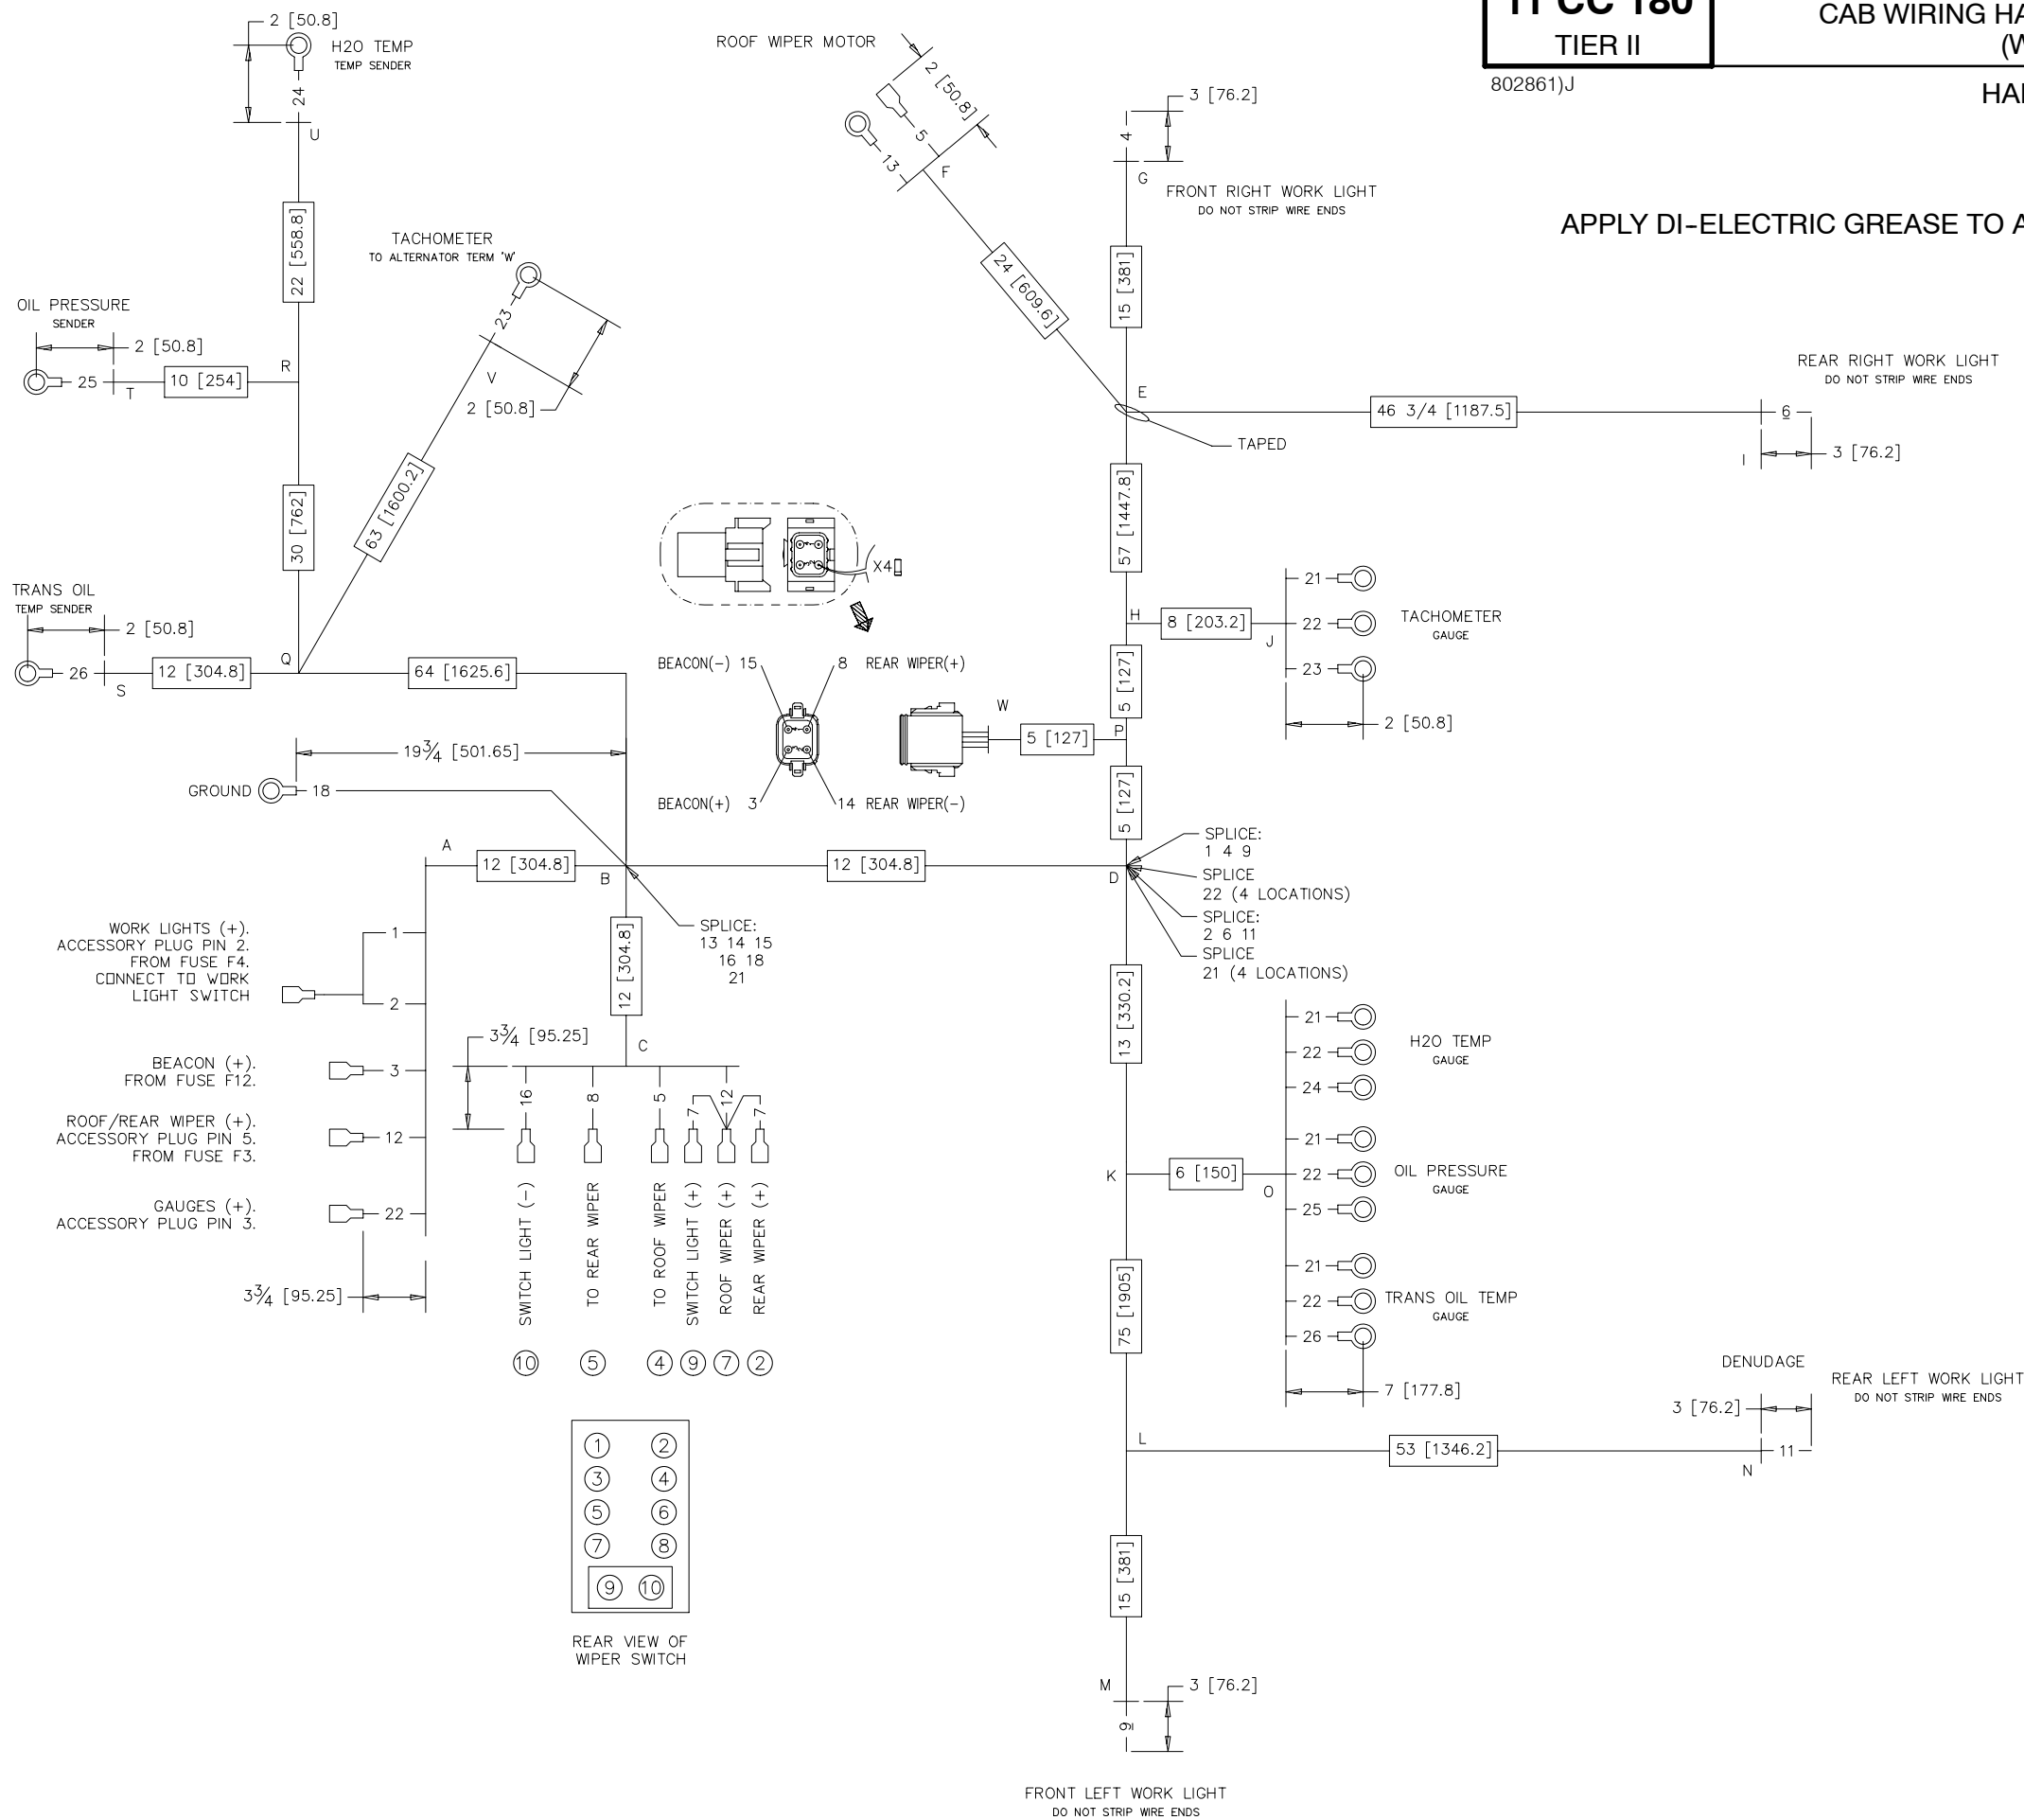 TIER II
CAB WIRING HA
(W
802861)J
HA
APPLY DI-ELECTRIC GREASE TO A
2 [50.8]
H2O TEMP
TEMP SENDER
24
U
22 [558.8]
ROOF WIPER MOTOR
2 [50.8]
5
13
F
24 [609.6]
3 [76.2]
4
G
FRONT RIGHT WORK LIGHT
DO NOT STRIP WIRE ENDS
15 [381]
TACHOMETER
TO ALTERNATOR TERM 'W'
23
V
2 [50.8]
63 [1600.2]
OIL PRESSURE
SENDER
2 [50.8]
25
T
10 [254]
R
30 [762]
E
TAPED
46 3/4 [1187.5]
REAR RIGHT WORK LIGHT
DO NOT STRIP WIRE ENDS
6
I
3 [76.2]
57 [1447.8]
X4
TRANS OIL
TEMP SENDER
2 [50.8]
26
S
12 [304.8]
Q
64 [1625.6]
H
8 [203.2]
J
21
22
23
TACHOMETER
GAUGE
2 [50.8]
5 [127]
BEACON(-) 15
8 REAR WIPER(+)
BEACON(+) 3
14 REAR WIPER(-)
W
5 [127]
P
5 [127]
19 3/4 [501.65]
GROUND
18
A
12 [304.8]
B
12 [304.8]
D
SPLICE:
1 4 9
SPLICE
22 (4 LOCATIONS)
SPLICE:
2 6 11
SPLICE
21 (4 LOCATIONS)
SPLICE:
13 14 15
16 18
21
12 [304.8]
C
WORK LIGHTS (+).
ACCESSORY PLUG PIN 2.
FROM FUSE F4.
CONNECT TO WORK
LIGHT SWITCH
1
2
BEACON (+).
FROM FUSE F12.
3
ROOF/REAR WIPER (+).
ACCESSORY PLUG PIN 5.
FROM FUSE F3.
12
GAUGES (+).
ACCESSORY PLUG PIN 3.
22
3 3/4 [95.25]
3 3/4 [95.25]
16
8
5
7
12
7
SWITCH LIGHT (-)
TO REAR WIPER
TO ROOF WIPER
SWITCH LIGHT (+)
ROOF WIPER (+)
REAR WIPER (+)
10
5
4
9
7
2
1 2
3 4
5 6
7 8
9 10
REAR VIEW OF
WIPER SWITCH
13 [330.2]
K
6 [150]
O
21
22
24
H2O TEMP
GAUGE
21
22
25
OIL PRESSURE
GAUGE
21
22
26
TRANS OIL TEMP
GAUGE
7 [177.8]
75 [1905]
L
53 [1346.2]
DENUDAGE
REAR LEFT WORK LIGHT
DO NOT STRIP WIRE ENDS
3 [76.2]
11
N
15 [381]
M
3 [76.2]
9
FRONT LEFT WORK LIGHT
DO NOT STRIP WIRE ENDS